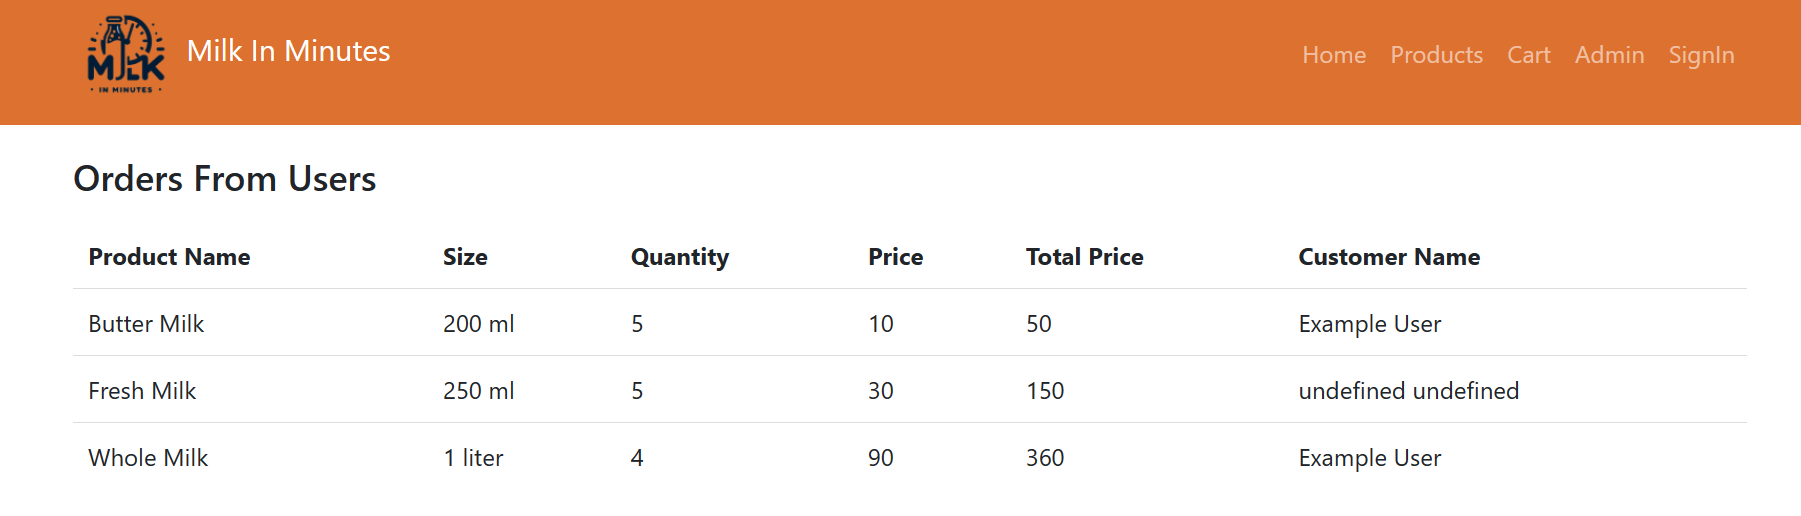 MILK
IN MINUTES
Milk In Minutes
Home Products Cart Admin SignIn
Orders From Users
Product Name Size Quantity Price Total Price Customer Name
Butter Milk 200 ml 5 10 50 Example User
Fresh Milk 250 ml 5 30 150 undefined undefined
Whole Milk 1 liter 4 90 360 Example User